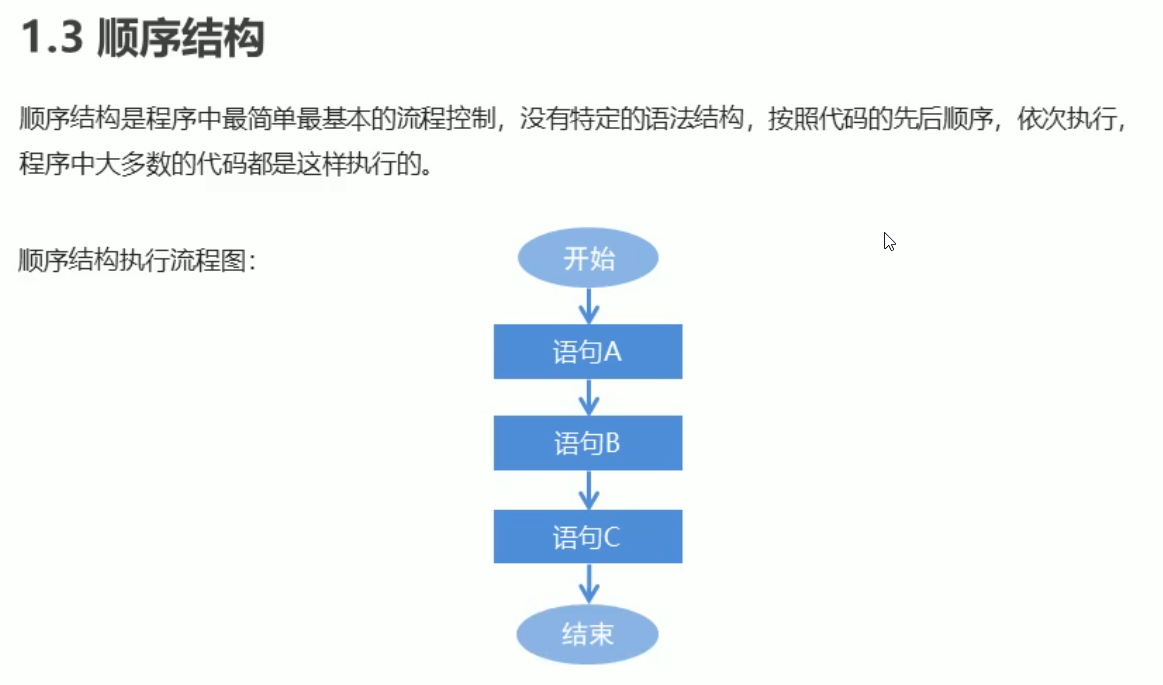 1.3 顺序结构
顺序结构是程序中最简单最基本的流程控制，没有特定的语法结构，按照代码的先后顺序，依次执行，
程序中大多数的代码都是这样执行的。
顺序结构执行流程图：
开始
语句A
语句B
语句C
结束